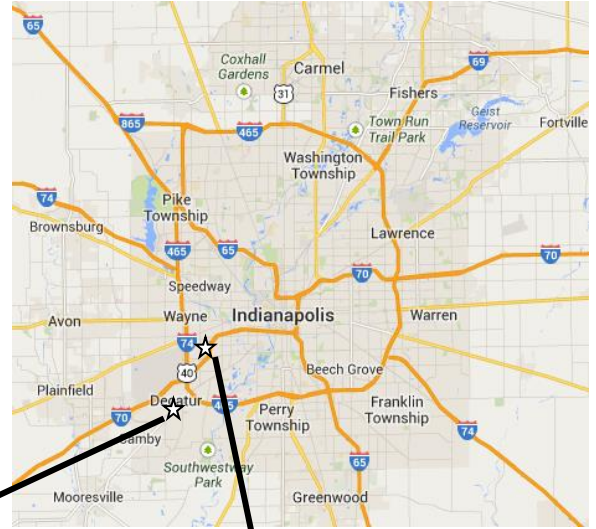 65
Coxhall
Gardens
Carmel
31
69
Fishers
Geist
Reservoir
Fortville
865
465
Town Run
Trail Park
Washington
Township
74
Pike
Township
Brownsburg
Lawrence
465
65
70
70
Speedway
Avon
Wayne
Indianapolis
Warren
74
40
Beech Grove
Plainfield
Decatur
70
465
Perry
Township
Franklin
Township
74
Camby
Southwestway
Park
65
Mooresville
Greenwood